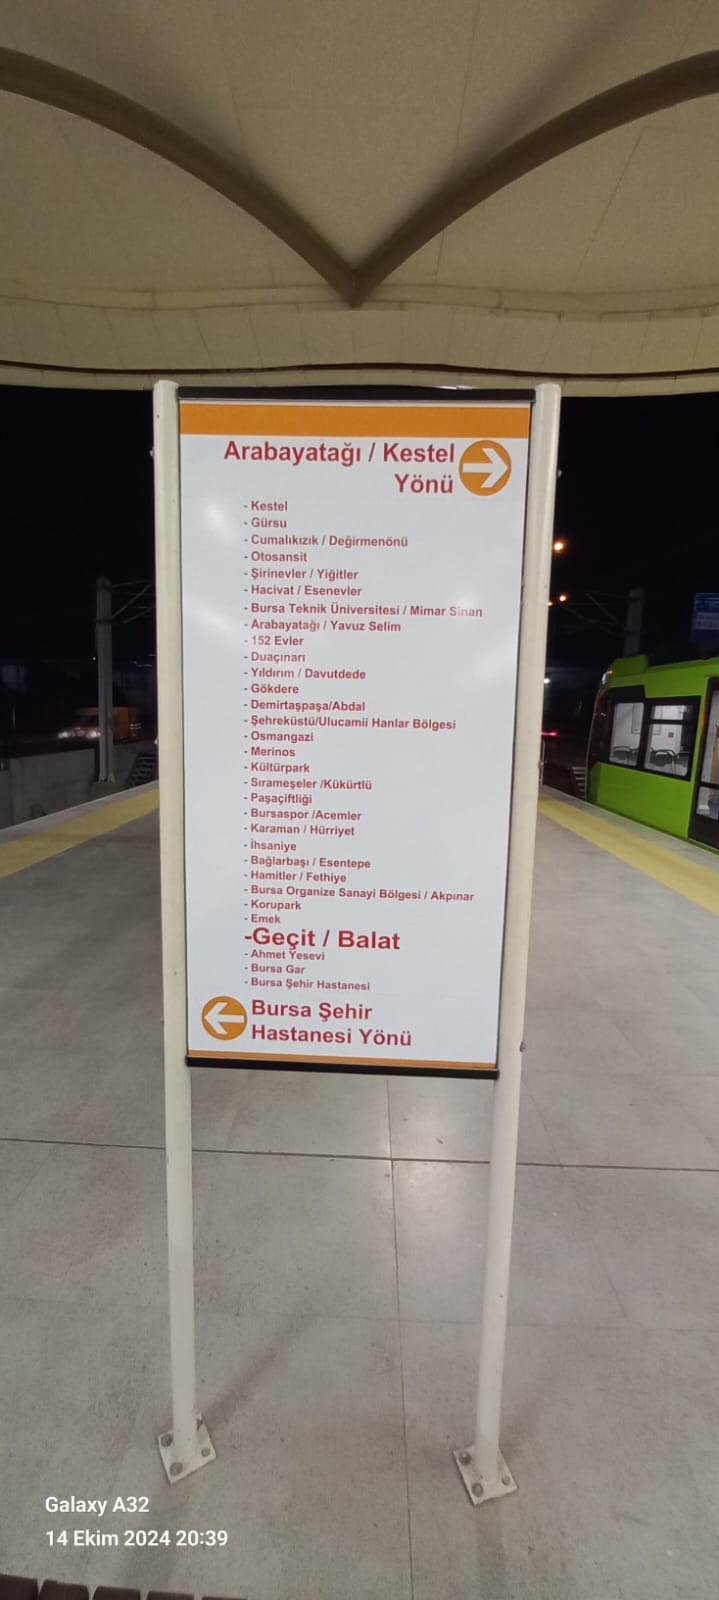 Arabayatağı / Kestel
Yönü
- Kestel
- Gürsu
- Cumalıkızık / Değirmenönü
- Otosansit
- Şirinevler / Yiğitler
- Hacivat / Esenevler
- Bursa Teknik Üniversitesi / Mimar Sinan
- Arabayatağı / Yavuz Selim
- 152 Evler
- Duaçınarı
- Yıldırım / Davutdede
- Gökdere
- Demirtaşpaşa/Abdal
- Şehreküstü/Ulucamii Hanlar Bölgesi
- Osmangazi
- Merinos
- Kültürpark
- Sırameşeler /Kükürtlü
- Paşaçiftliği
- Bursaspor /Acemler
- Karaman / Hürriyet
- İhsaniye
- Bağlarbaşı / Esentepe
- Hamitler / Fethiye
- Bursa Organize Sanayi Bölgesi / Akpınar
- Korupark
- Emek
-Geçit / Balat
- Ahmet Yesevi
- Bursa Gar
- Bursa Şehir Hastanesi
Bursa Şehir
Hastanesi Yönü
Galaxy A32
14 Ekim 2024 20:39